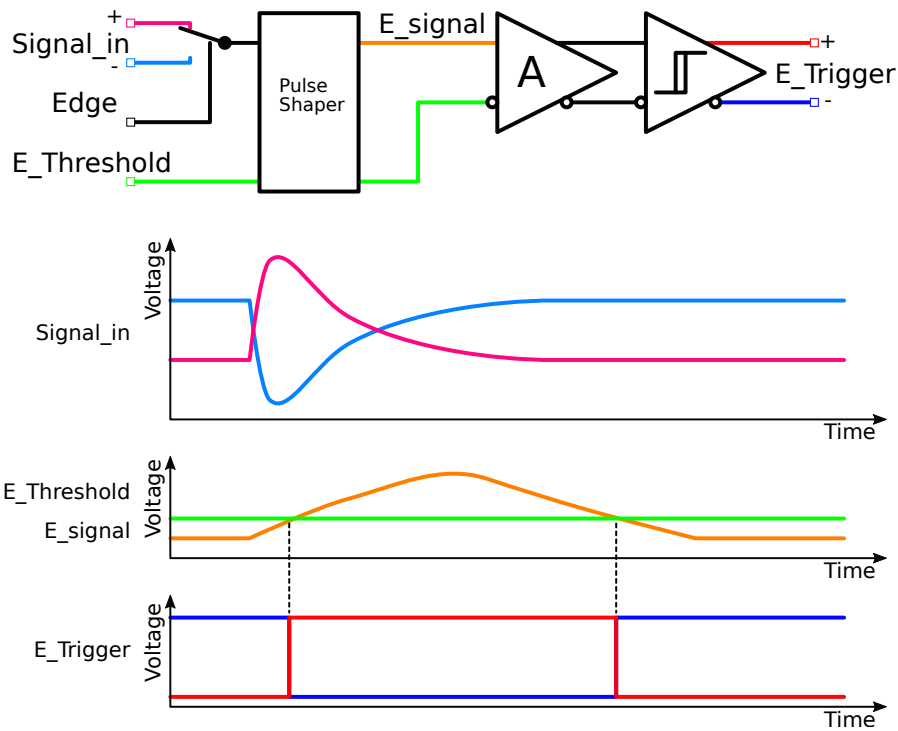 +
E_signal
Signal_in
-
Edge
E_Threshold
Pulse
Shaper
A
+
E_Trigger
-
Voltage
Signal_in
Time
Voltage
E_Threshold
E_signal
Time
Voltage
E_Trigger
Time